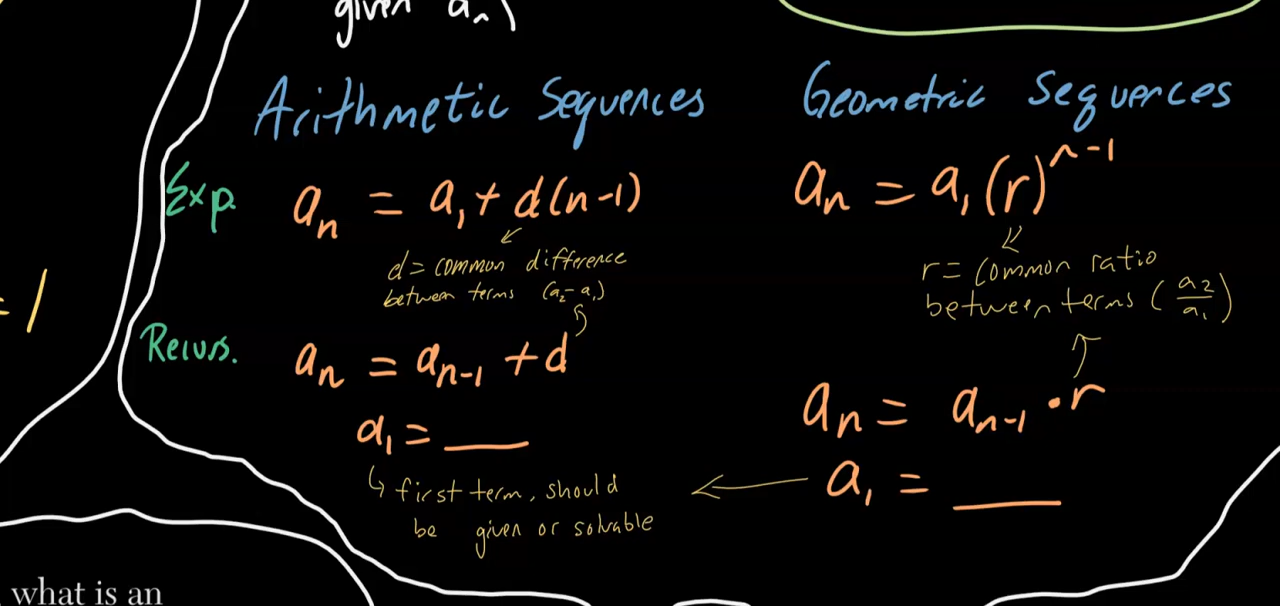 given aₙ)
Arithmetic Sequences
Geometric Sequences
Exp.
aₙ = a₁ + d(n-1)
d = common difference
between terms (a₂-a₁)
aₙ = a₁(r)ⁿ⁻¹
r = common ratio
between terms (a₂/a₁)
= 1
Recurs.
aₙ = aₙ₋₁ + d
a₁ = ___
↳ first term, should
be given or solvable
aₙ = aₙ₋₁ · r
a₁ = ___
what is an